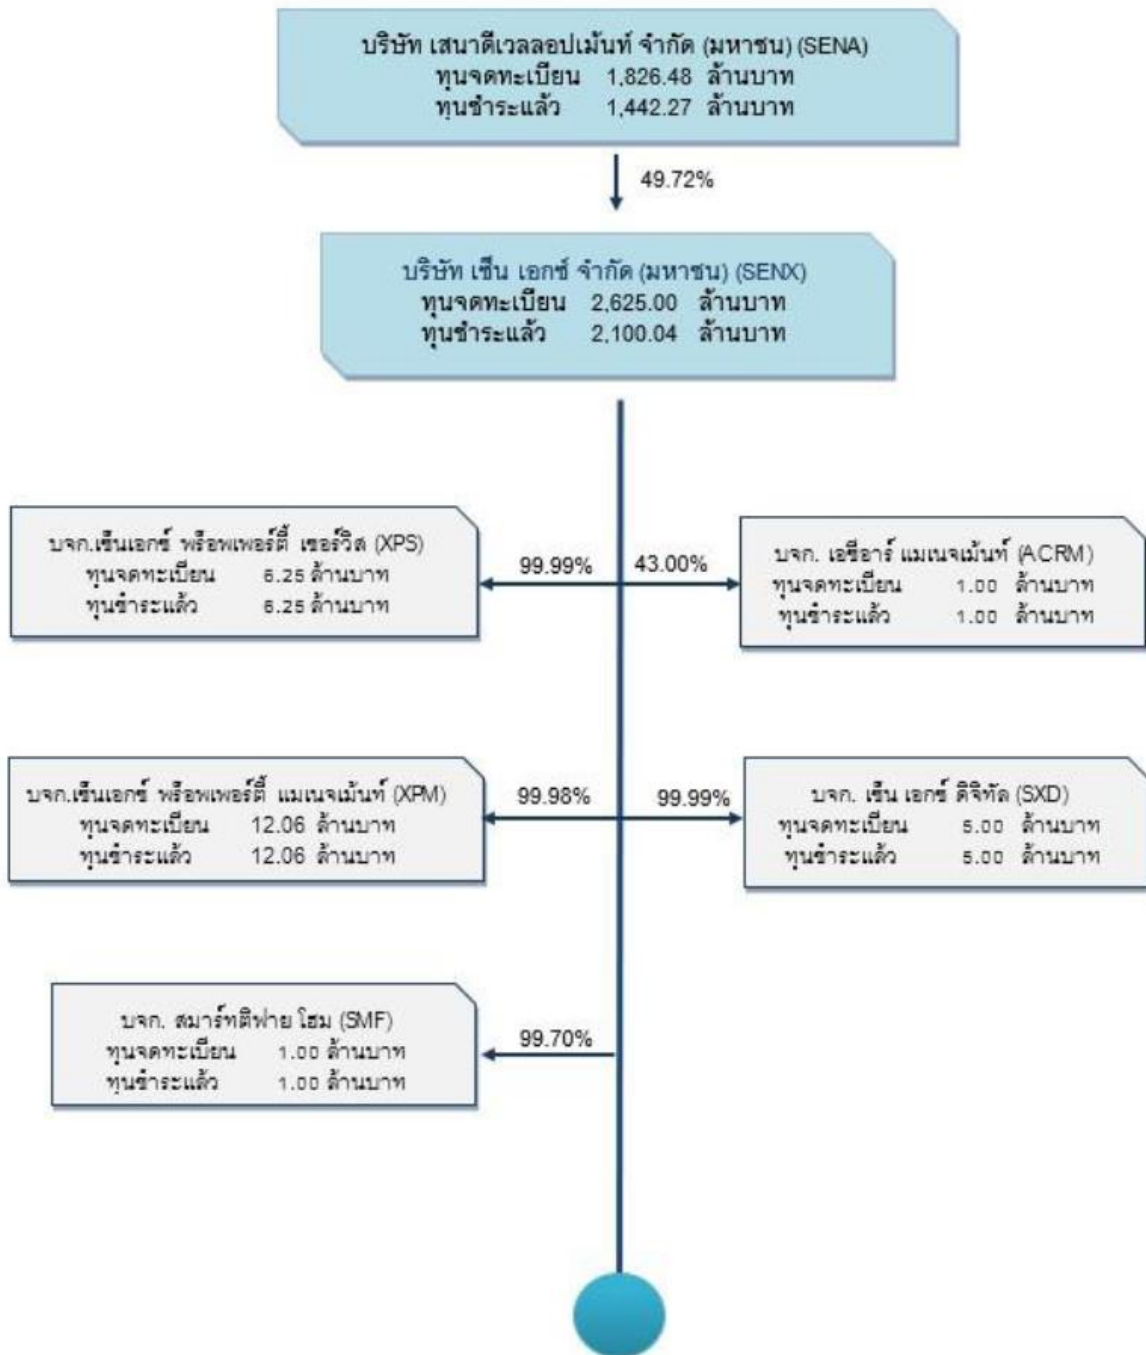 บริษัท เสนาดีเวลลอปเม้นท์ จำกัด (มหาชน) (SENA)
ทุนจดทะเบียน 1,826.48 ล้านบาท
ทุนชำระแล้ว 1,442.27 ล้านบาท
49.72%
บริษัท เซ็น เอกซ์ จำกัด (มหาชน) (SENX)
ทุนจดทะเบียน 2,625.00 ล้านบาท
ทุนชำระแล้ว 2,100.04 ล้านบาท
บจก.เซ็นเอกซ์ พร็อพเพอร์ตี้ เซอร์วิส (XPS)
ทุนจดทะเบียน 6.25 ล้านบาท
ทุนชำระแล้ว 6.25 ล้านบาท
99.99%
43.00%
บจก. เอซีอาร์ แมเนจเม้นท์ (ACRM)
ทุนจดทะเบียน 1.00 ล้านบาท
ทุนชำระแล้ว 1.00 ล้านบาท
บจก.เซ็นเอกซ์ พร็อพเพอร์ตี้ แมเนจเม้นท์ (XPM)
ทุนจดทะเบียน 12.06 ล้านบาท
ทุนชำระแล้ว 12.06 ล้านบาท
99.98%
99.99%
บจก. เซ็น เอกซ์ ดิจิทัล (SXD)
ทุนจดทะเบียน 5.00 ล้านบาท
ทุนชำระแล้ว 5.00 ล้านบาท
บจก. สมาร์ทติฟาย โฮม (SMF)
ทุนจดทะเบียน 1.00 ล้านบาท
ทุนชำระแล้ว 1.00 ล้านบาท
99.70%